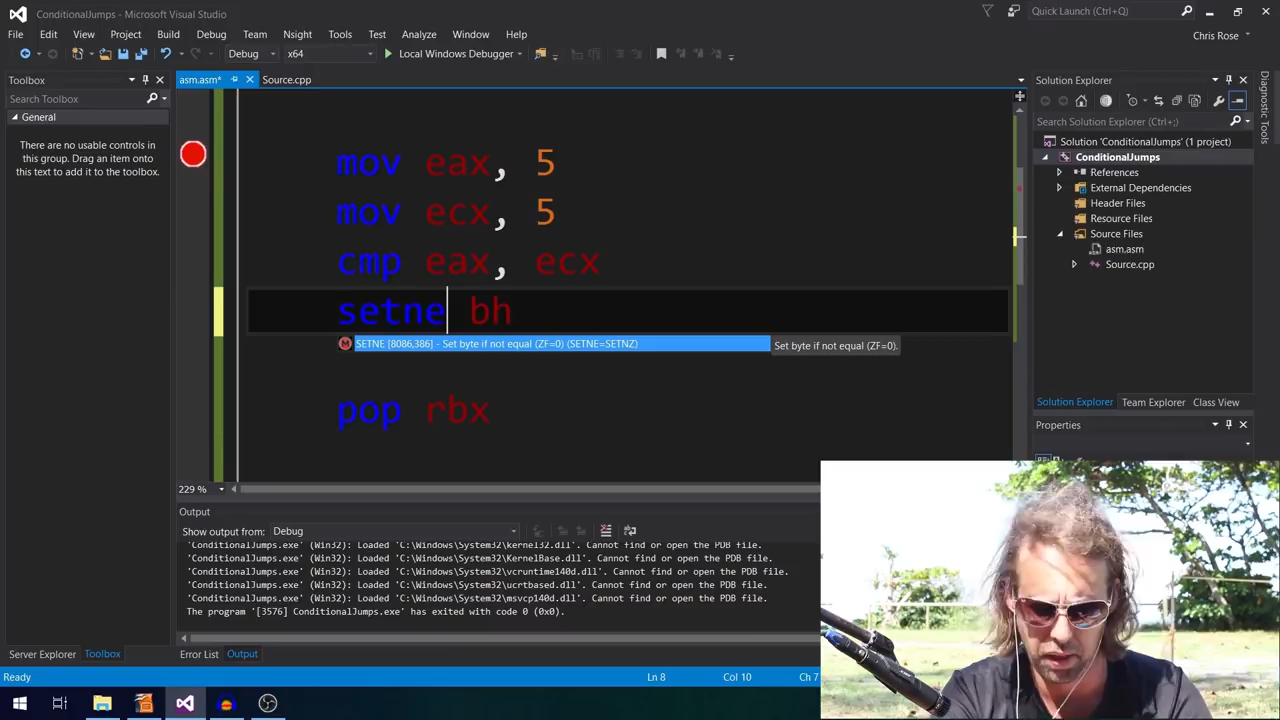 ConditionalJumps - Microsoft Visual Studio
Quick Launch (Ctrl+Q)
File Edit View Project Build Debug Team Nsight Tools Test Analyze Window Help
Chris Rose
Debug x64 Local Windows Debugger
Toolbox
Search Toolbox
General
There are no usable controls in
this group. Drag an item onto
this text to add it to the toolbox.
asm.asm*
Source.cpp
mov eax, 5
mov ecx, 5
cmp eax, ecx
setne bh
M SETNE [8086,386] - Set byte if not equal (ZF=0) (SETNE=SETNZ)
Set byte if not equal (ZF=0).
pop rbx
229 %
Output
Show output from: Debug
'ConditionalJumps.exe' (Win32): Loaded 'C:\Windows\System32\kernel32.dll'. Cannot find or open the PDB file.
'ConditionalJumps.exe' (Win32): Loaded 'C:\Windows\System32\KernelBase.dll'. Cannot find or open the PDB file.
'ConditionalJumps.exe' (Win32): Loaded 'C:\Windows\System32\vcruntime140d.dll'. Cannot find or open the PDB file.
'ConditionalJumps.exe' (Win32): Loaded 'C:\Windows\System32\ucrtbased.dll'. Cannot find or open the PDB file.
'ConditionalJumps.exe' (Win32): Loaded 'C:\Windows\System32\msvcp140d.dll'. Cannot find or open the PDB file.
The program '[3576] ConditionalJumps.exe' has exited with code 0 (0x0).
Server Explorer Toolbox
Error List Output
Ready
Ln 8 Col 10 Ch 7
Solution Explorer
Search Solution Explorer (Ctrl+;)
Solution 'ConditionalJumps' (1 project)
ConditionalJumps
References
External Dependencies
Header Files
Resource Files
Source Files
asm.asm
Source.cpp
Solution Explorer Team Explorer Class View
Properties
Diagnostic Tools